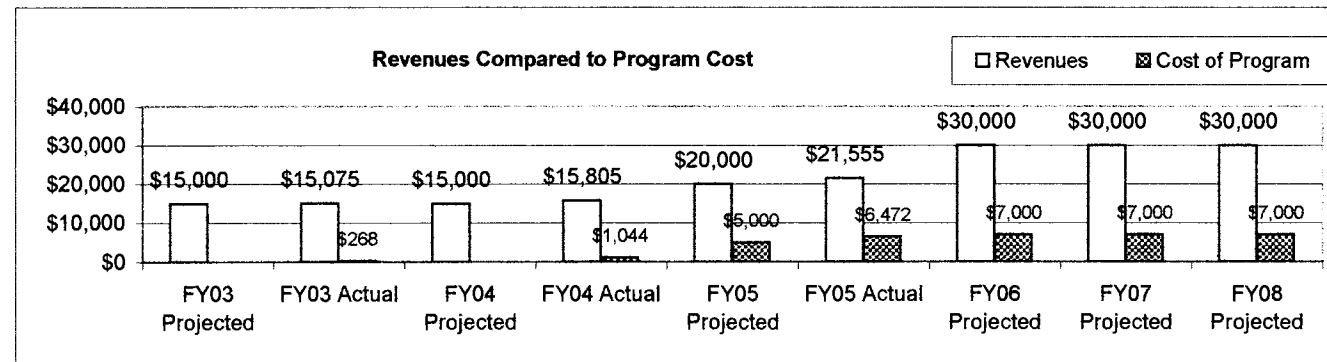 Revenues Compared to Program Cost
Revenues Cost of Program
$40,000
$30,000
$20,000
$10,000
$0
$15,000
$15,075
$268
$15,000
$15,805
$1,044
$20,000
$5,000
$21,555
$6,472
$30,000
$7,000
$30,000
$7,000
$30,000
$7,000
FY03 Projected
FY03 Actual
FY04 Projected
FY04 Actual
FY05 Projected
FY05 Actual
FY06 Projected
FY07 Projected
FY08 Projected